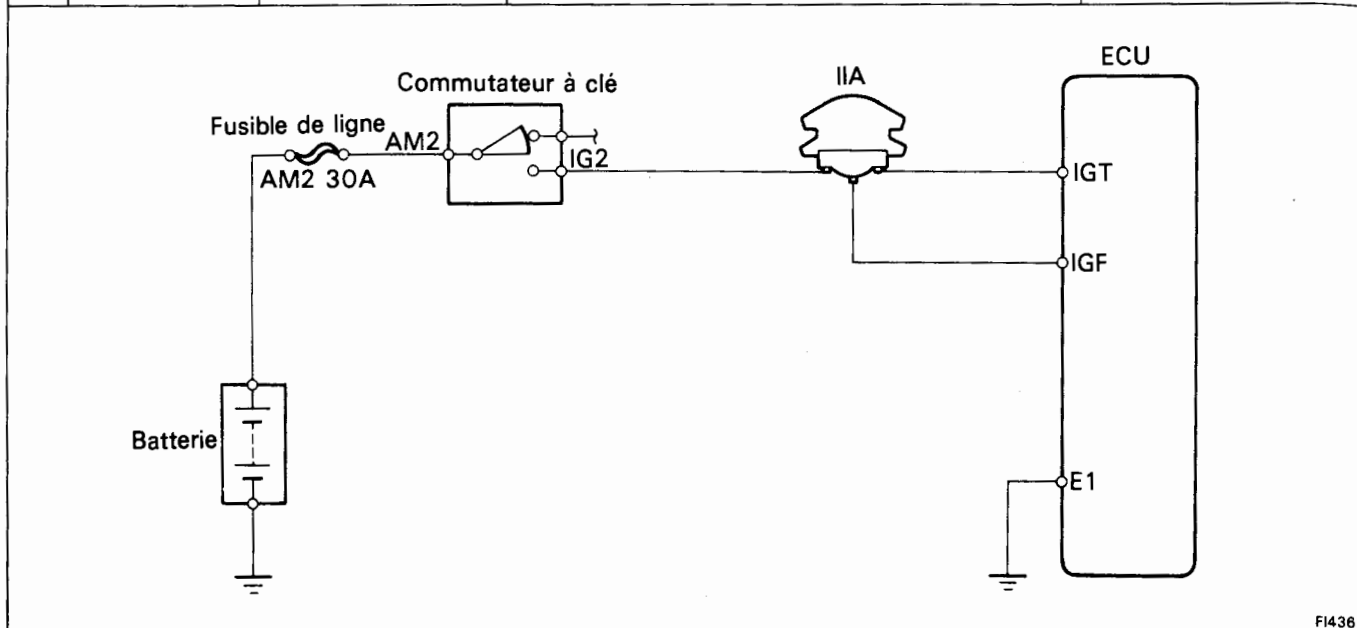 ECU
IIA
Commutateur à clé
Fusible de ligne
AM2
AM2 30A
IG2
IGT
IGF
Batterie
E1
FI436